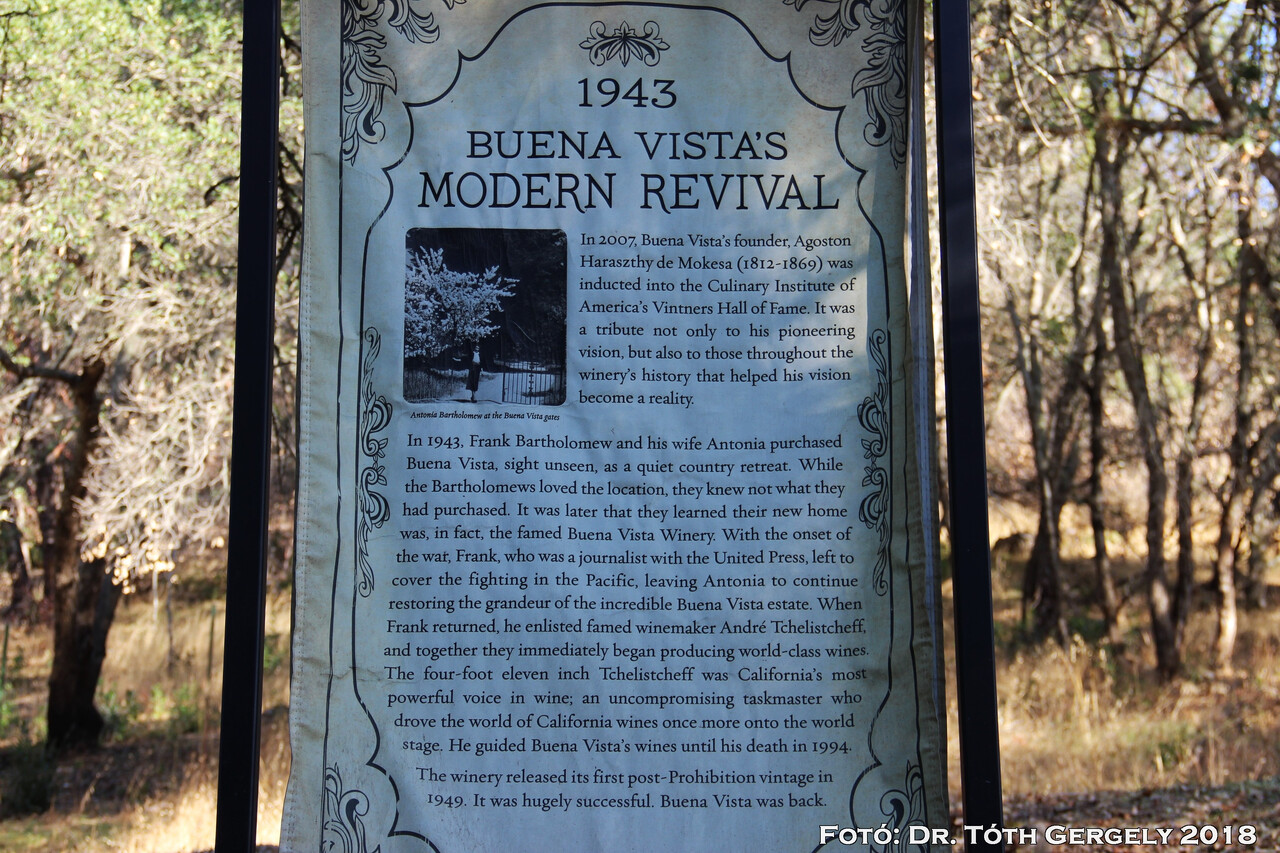 1943
BUENA VISTA'S
MODERN REVIVAL
In 2007, Buena Vista's founder, Agoston
Haraszthy de Mokesa (1812-1869) was
inducted into the Culinary Institute of
America's Vintners Hall of Fame. It was
a tribute not only to his pioneering
vision, but also to those throughout the
winery's history that helped his vision
become a reality.
Antonia Bartholomew at the Buena Vista gates
In 1943, Frank Bartholomew and his wife Antonia purchased
Buena Vista, sight unseen, as a quiet country retreat. While
the Bartholomews loved the location, they knew not what they
had purchased. It was later that they learned their new home
was, in fact, the famed Buena Vista Winery. With the onset of
the war, Frank, who was a journalist with the United Press, left to
cover the fighting in the Pacific, leaving Antonia to continue
restoring the grandeur of the incredible Buena Vista estate. When
Frank returned, he enlisted famed winemaker André Tchelistcheff,
and together they immediately began producing world-class wines.
The four-foot eleven inch Tchelistcheff was California's most
powerful voice in wine; an uncompromising taskmaster who
drove the world of California wines once more onto the world
stage. He guided Buena Vista's wines until his death in 1994.
The winery released its first post-Prohibition vintage in
1949. It was hugely successful. Buena Vista was back.
Fotó: Dr. Tóth Gergely 2018